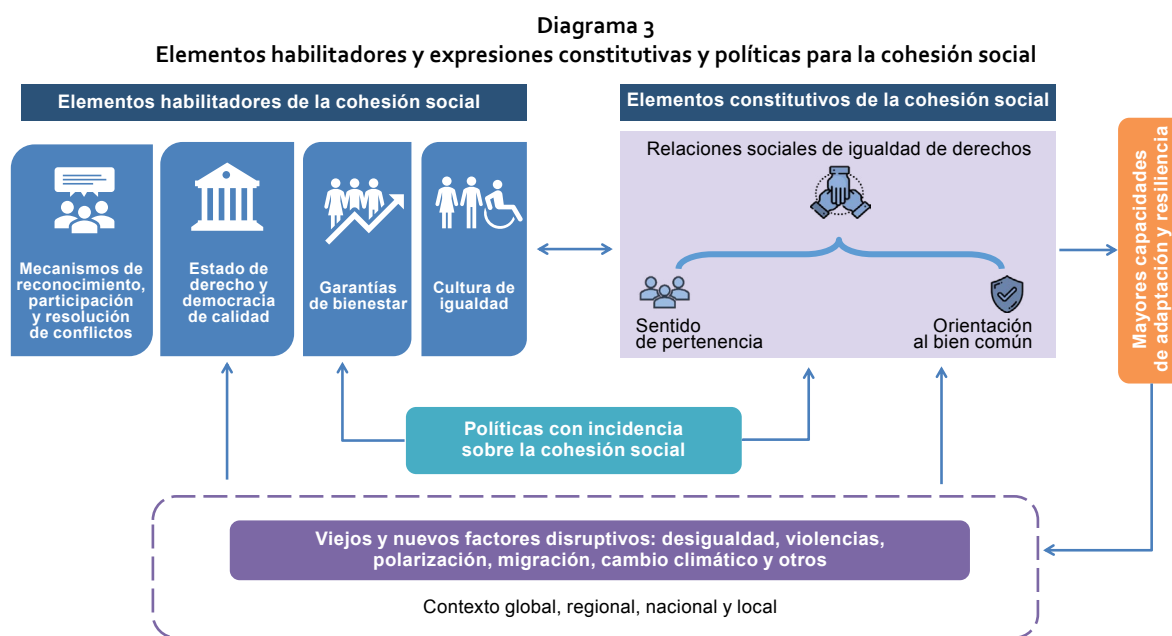 Diagrama 3
Elementos habilitadores y expresiones constitutivas y políticas para la cohesión social
Elementos habilitadores de la cohesión social
Mecanismos de
reconocimiento,
participación
y resolución
de conflictos
Estado de
derecho y
democracia
de calidad
Garantías
de bienestar
Cultura de
igualdad
Elementos constitutivos de la cohesión social
Relaciones sociales de igualdad de derechos
Sentido
de pertenencia
Orientación
al bien común
Mayores capacidades
de adaptación y resiliencia
Políticas con incidencia
sobre la cohesión social
Viejos y nuevos factores disruptivos: desigualdad, violencias,
polarización, migración, cambio climático y otros
Contexto global, regional, nacional y local